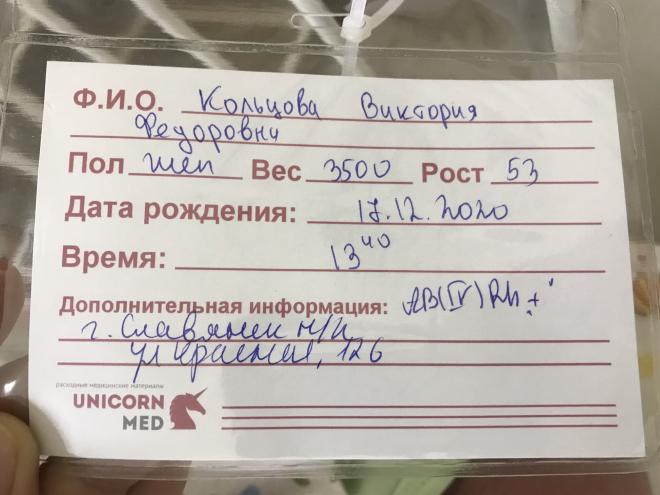 Ф.И.О. Кольцова Виктория
Федоровна
Пол жен Вес 3500 Рост 53
Дата рождения: 17.12.2020
Время: 13 40
Дополнительная информация: AB(IV)Rh+
г. Славянск н/К,
ул Красная, 126
расходные медицинские материалы
UNICORN
MED